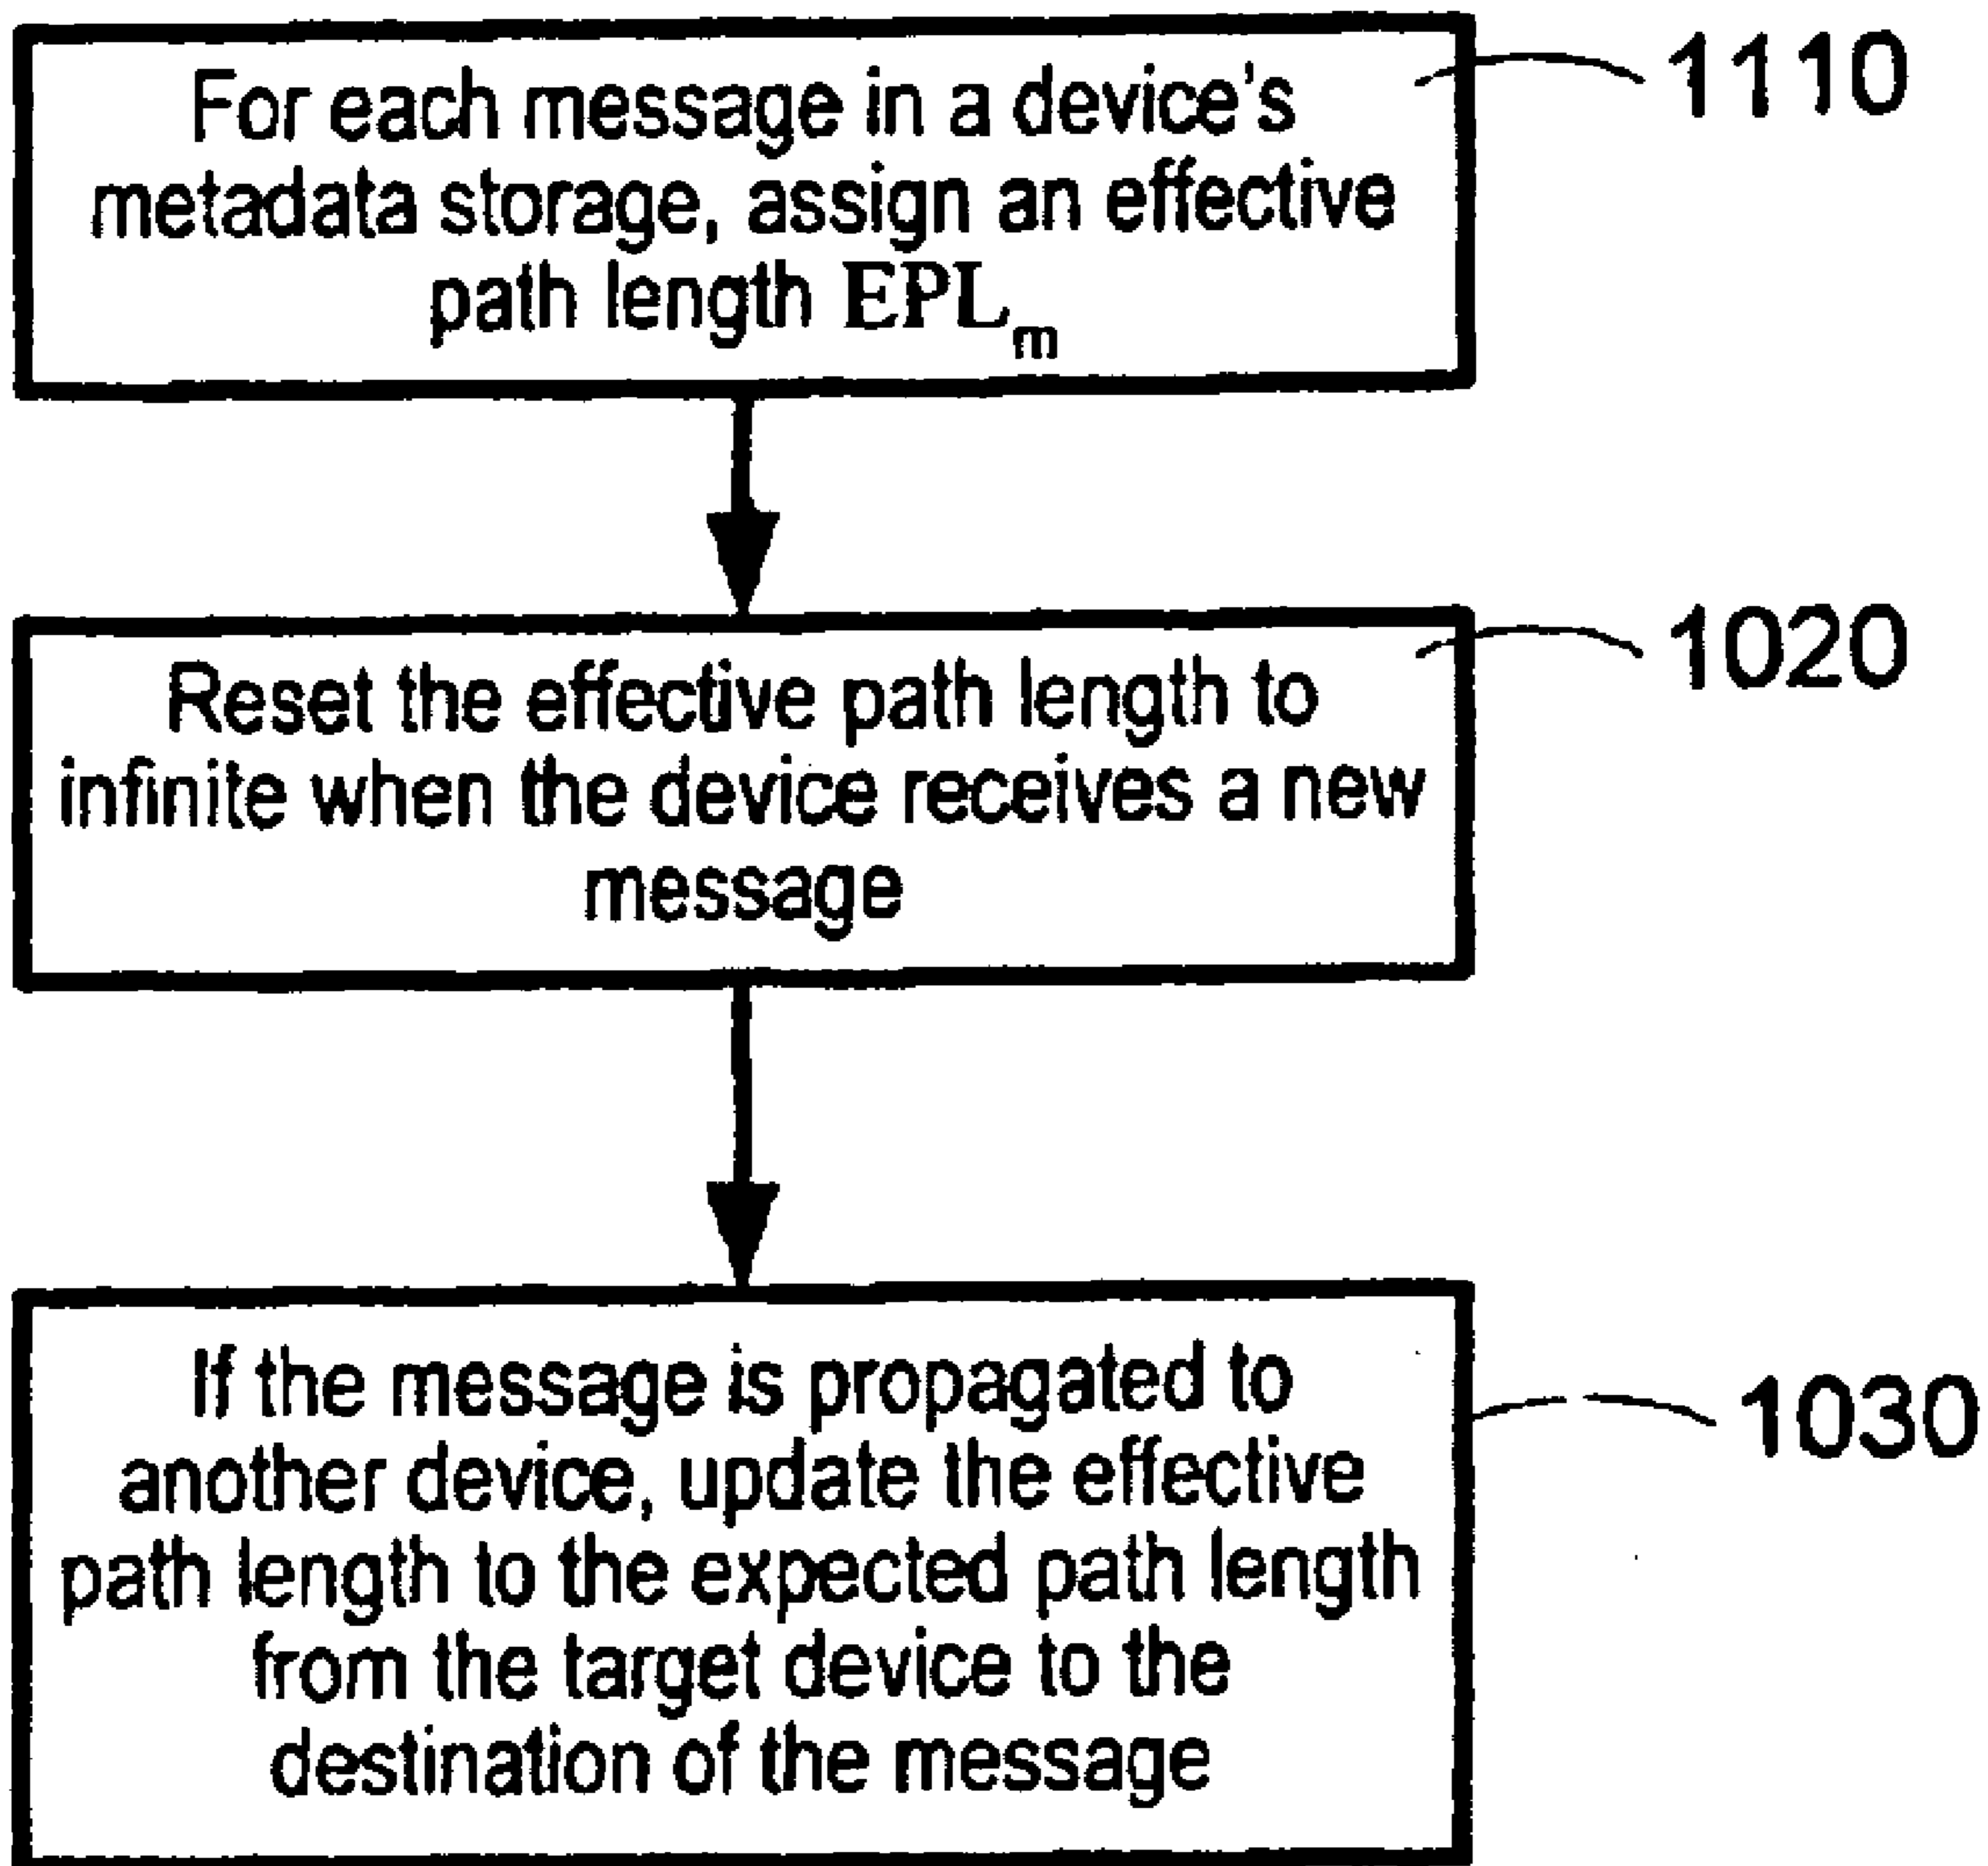 For each message in a device's
metadata storage, assign an effective
path length EPLm
1110
Reset the effective path length to
infinite when the device receives a new
message
1020
If the message is propagated to
another device, update the effective
path length to the expected path length
from the target device to the
destination of the message
1030